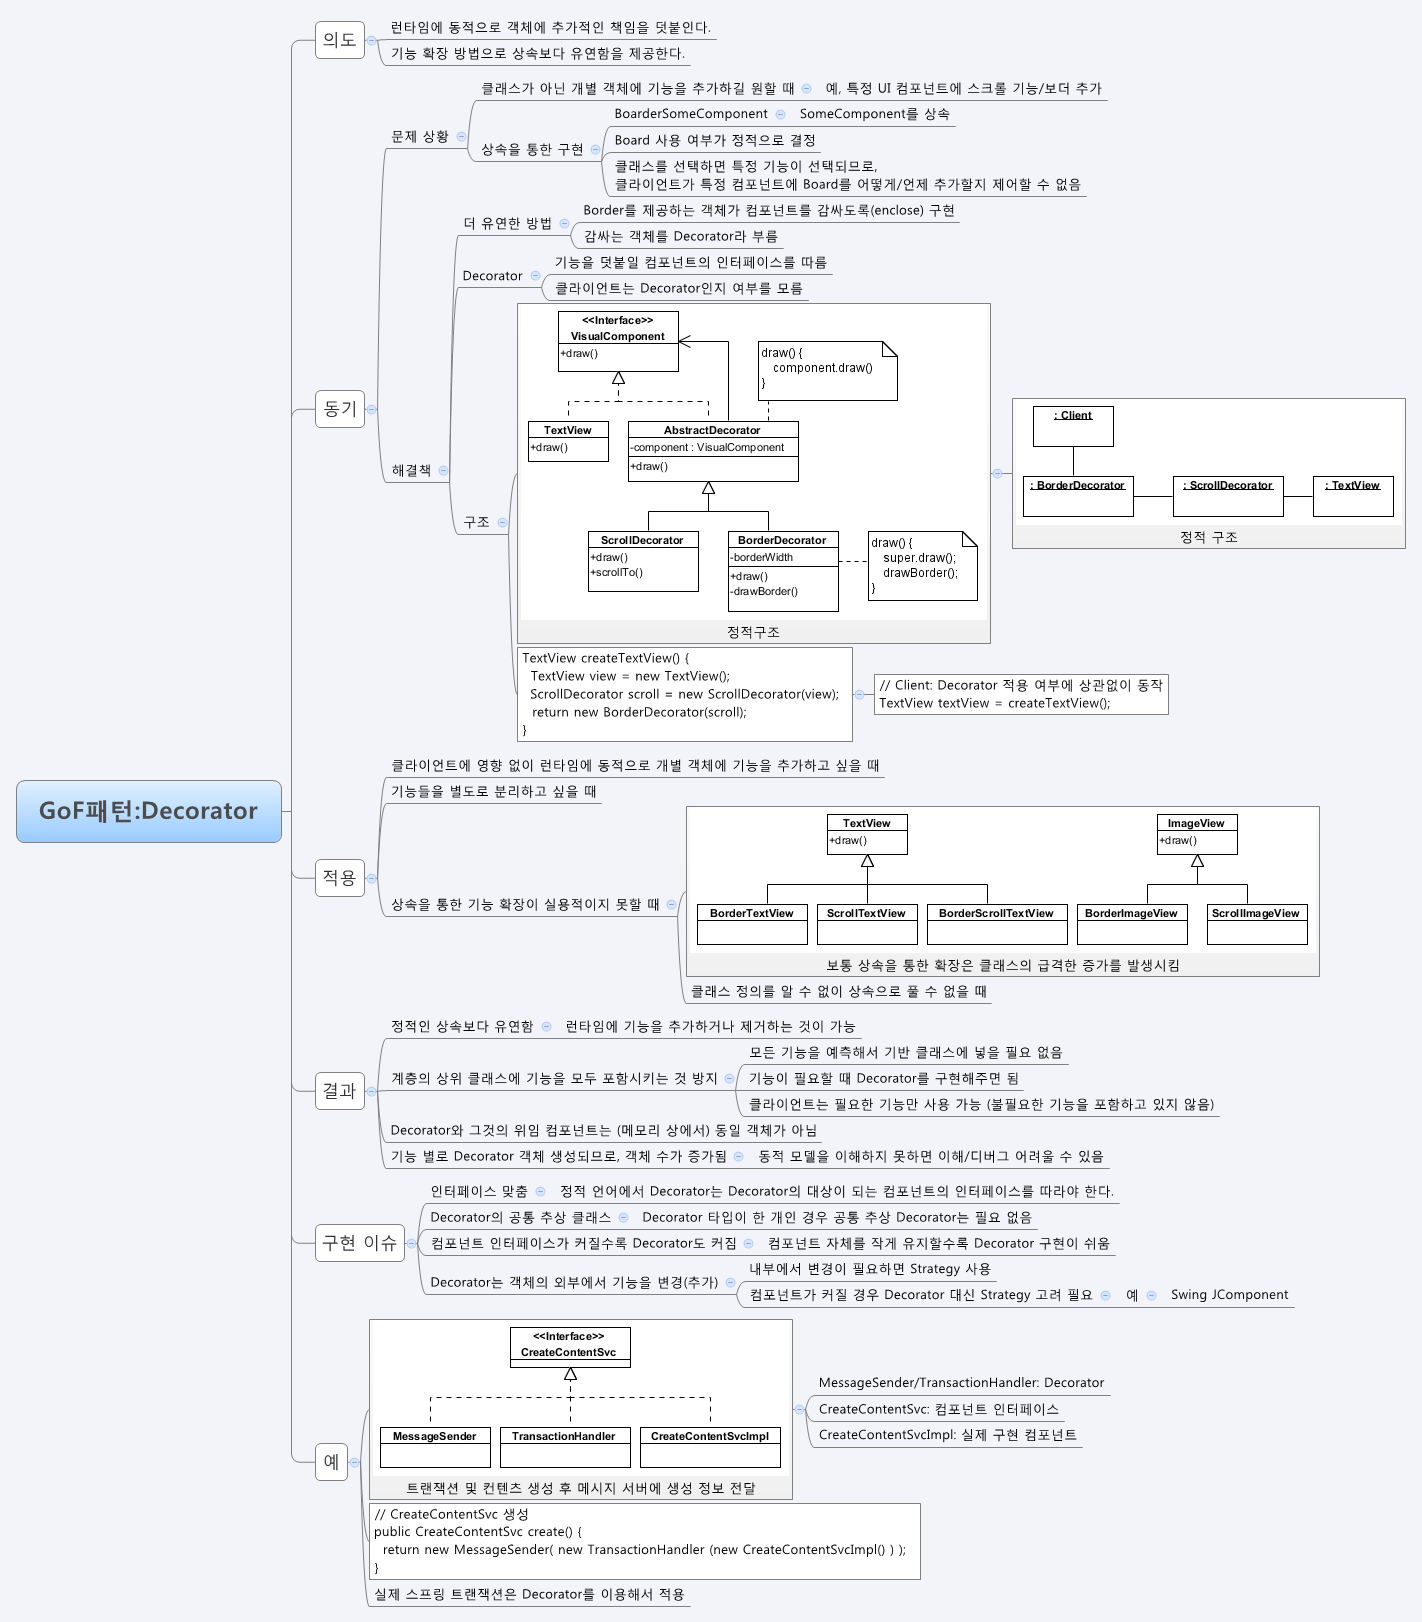 GoF패턴:Decorator
의도
런타임에 동적으로 객체에 추가적인 책임을 덧붙인다.
기능 확장 방법으로 상속보다 유연함을 제공한다.
동기
문제 상황
클래스가 아닌 개별 객체에 기능을 추가하길 원할 때
예, 특정 UI 컴포넌트에 스크롤 기능/보더 추가
상속을 통한 구현
BoarderSomeComponent
SomeComponent를 상속
Board 사용 여부가 정적으로 결정
클래스를 선택하면 특정 기능이 선택되므로,
클라이언트가 특정 컴포넌트에 Board를 어떻게/언제 추가할지 제어할 수 없음
해결책
더 유연한 방법
Border를 제공하는 객체가 컴포넌트를 감싸도록(enclose) 구현
감싸는 객체를 Decorator라 부름
Decorator
기능을 덧붙일 컴포넌트의 인터페이스를 따름
클라이언트는 Decorator인지 여부를 모름
구조
<<Interface>>
VisualComponent
+draw()
draw() {
component.draw()
}
TextView
+draw()
AbstractDecorator
-component : VisualComponent
+draw()
ScrollDecorator
+draw()
+scrollTo()
BorderDecorator
-borderWidth
+draw()
-drawBorder()
draw() {
super.draw();
drawBorder();
}
정적구조
: Client
: BorderDecorator
: ScrollDecorator
: TextView
정적 구조
TextView createTextView() {
TextView view = new TextView();
ScrollDecorator scroll = new ScrollDecorator(view);
return new BorderDecorator(scroll);
}
// Client: Decorator 적용 여부에 상관없이 동작
TextView textView = createTextView();
적용
클라이언트에 영향 없이 런타임에 동적으로 개별 객체에 기능을 추가하고 싶을 때
기능들을 별도로 분리하고 싶을 때
상속을 통한 기능 확장이 실용적이지 못할 때
TextView
+draw()
BorderTextView
ScrollTextView
BorderScrollTextView
ImageView
+draw()
BorderImageView
ScrollImageView
보통 상속을 통한 확장은 클래스의 급격한 증가를 발생시킴
클래스 정의를 알 수 없이 상속으로 풀 수 없을 때
결과
정적인 상속보다 유연함
런타임에 기능을 추가하거나 제거하는 것이 가능
계층의 상위 클래스에 기능을 모두 포함시키는 것 방지
모든 기능을 예측해서 기반 클래스에 넣을 필요 없음
기능이 필요할 때 Decorator를 구현해주면 됨
클라이언트는 필요한 기능만 사용 가능 (불필요한 기능을 포함하고 있지 않음)
Decorator와 그것의 위임 컴포넌트는 (메모리 상에서) 동일 객체가 아님
기능 별로 Decorator 객체 생성되므로, 객체 수가 증가됨
동적 모델을 이해하지 못하면 이해/디버그 어려울 수 있음
구현 이슈
인터페이스 맞춤
정적 언어에서 Decorator는 Decorator의 대상이 되는 컴포넌트의 인터페이스를 따라야 한다.
Decorator의 공통 추상 클래스
Decorator 타입이 한 개인 경우 공통 추상 Decorator는 필요 없음
컴포넌트 인터페이스가 커질수록 Decorator도 커짐
컴포넌트 자체를 작게 유지할수록 Decorator 구현이 쉬움
Decorator는 객체의 외부에서 기능을 변경(추가)
내부에서 변경이 필요하면 Strategy 사용
컴포넌트가 커질 경우 Decorator 대신 Strategy 고려 필요
예
Swing JComponent
예
<<Interface>>
CreateContentSvc
MessageSender
TransactionHandler
CreateContentSvcImpl
트랜잭션 및 컨텐츠 생성 후 메시지 서버에 생성 정보 전달
MessageSender/TransactionHandler: Decorator
CreateContentSvc: 컴포넌트 인터페이스
CreateContentSvcImpl: 실제 구현 컴포넌트
// CreateContentSvc 생성
public CreateContentSvc create() {
return new MessageSender( new TransactionHandler (new CreateContentSvcImpl() ) );
}
실제 스프링 트랜잭션은 Decorator를 이용해서 적용